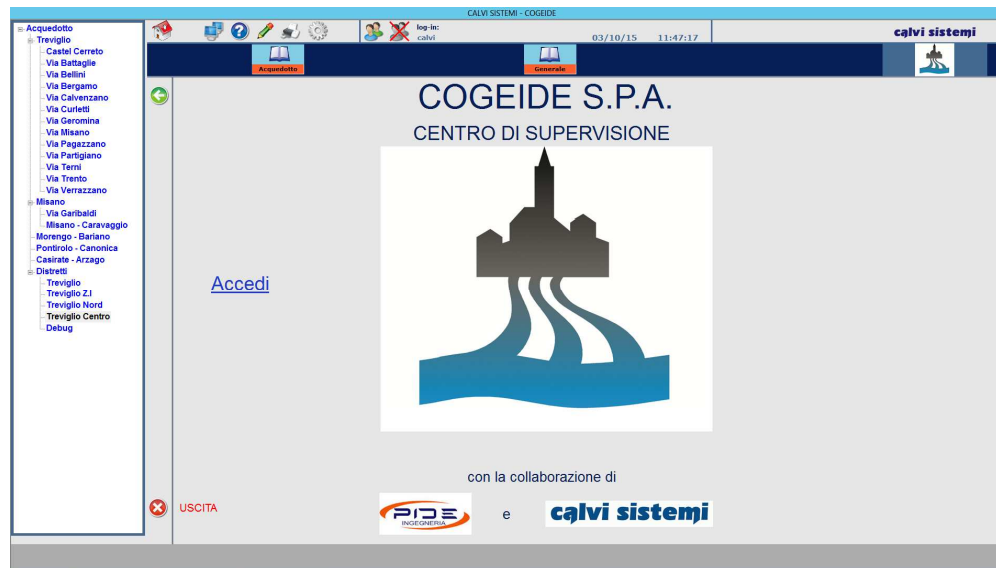 CALVI SISTEMI - COGEIDE
Acquedotto
Treviglio
Castel Cerreto
Via Battaglie
Via Bellini
Via Bergamo
Via Calvenzano
Via Curletti
Via Geromina
Via Misano
Via Pagazzano
Via Partigiano
Via Terni
Via Trento
Via Verrazzano
Misano
Via Garibaldi
Misano - Caravaggio
Morengo - Bariano
Pontirolo - Canonica
Casirate - Arzago
Distretti
Treviglio
Treviglio Z.I
Treviglio Nord
Treviglio Centro
Debug
log-in:
calvi
03/10/15 11:47:17
calvi sistemi
Acquedotto
Generale
COGEIDE S.P.A.
CENTRO DI SUPERVISIONE
Accedi
con la collaborazione di
USCITA
PIDE
INGEGNERIA
e
calvi sistemi